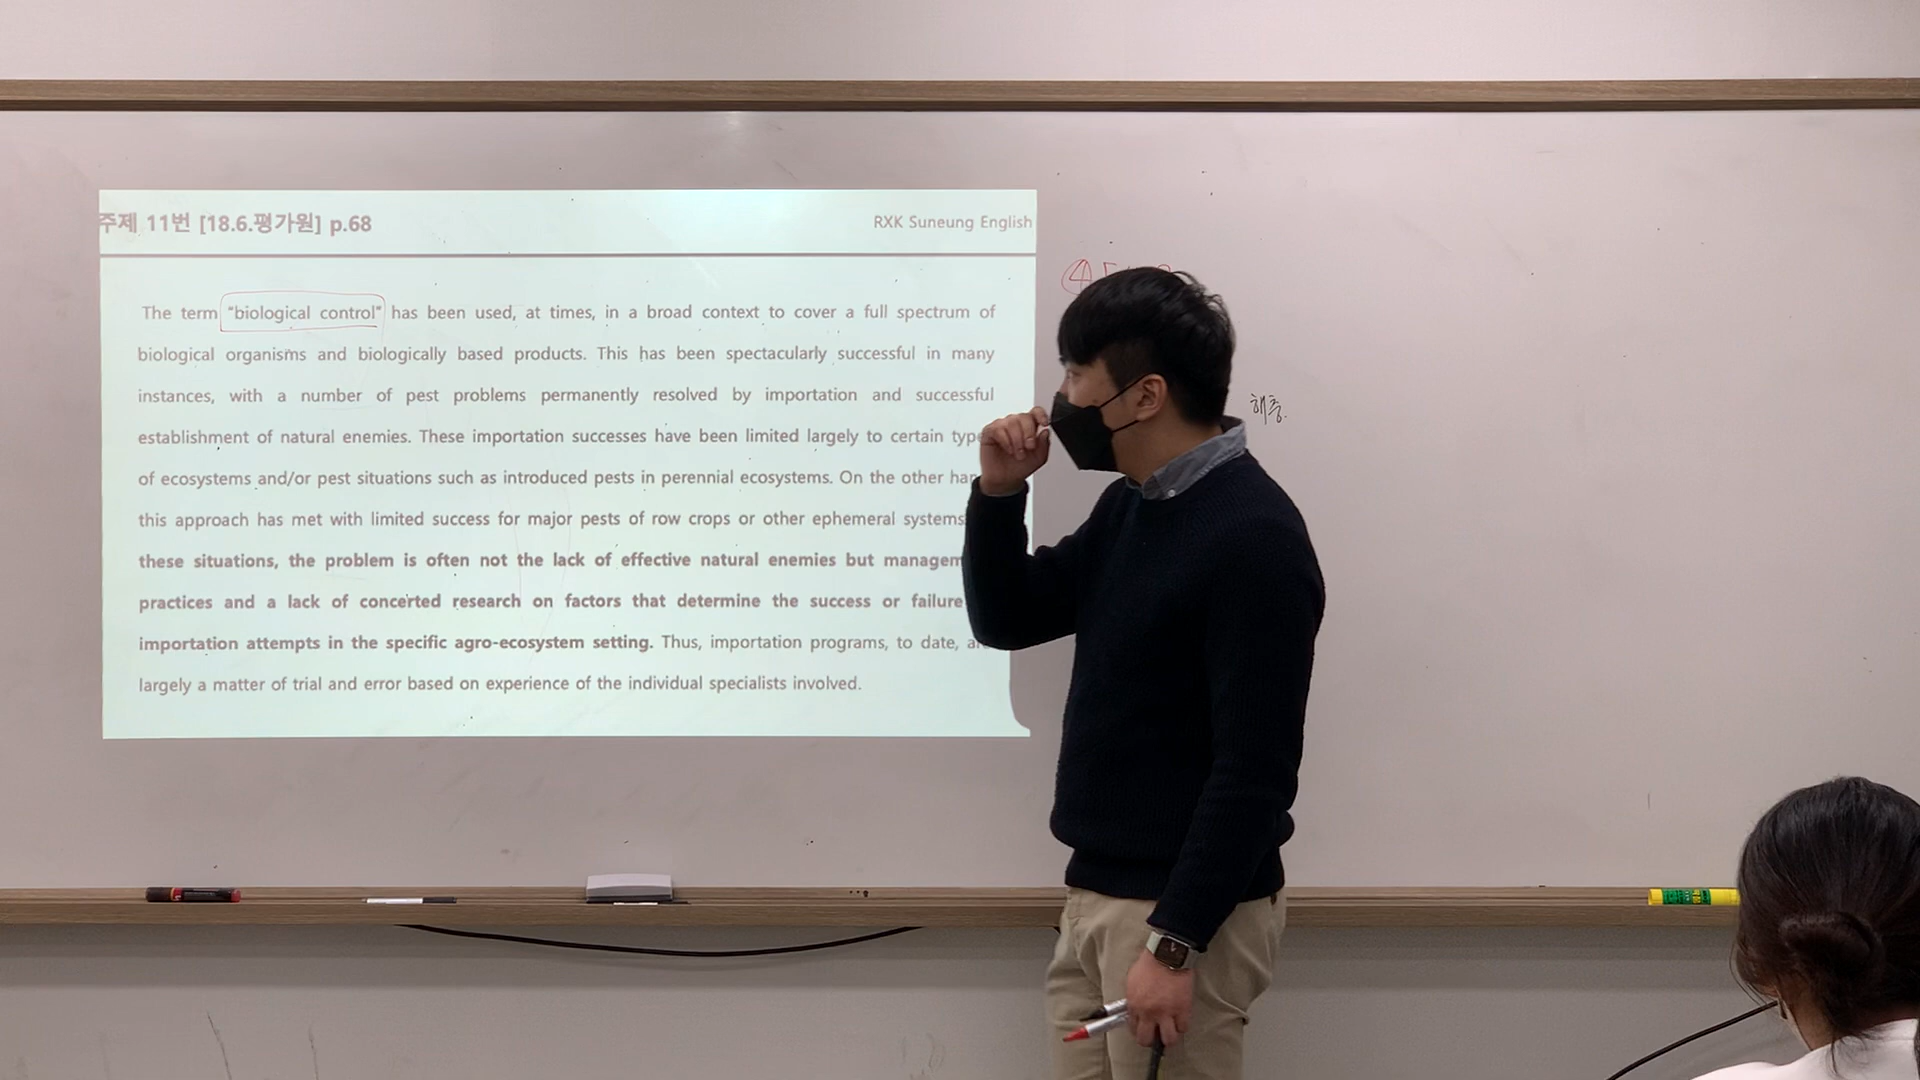 주제 11번 [18.6.평가원] p.68
RXK Suneung English
The term "biological control" has been used, at times, in a broad context to cover a full spectrum of
biological organisms and biologically based products. This has been spectacularly successful in many
instances, with a number of pest problems permanently resolved by importation and successful
establishment of natural enemies. These importation successes have been limited largely to certain
of ecosystems and/or pest situations such as introduced pests in perennial ecosystems. On the other
this approach has met with limited success for major pests of row crops or other ephemeral systems
these situations, the problem is often not the lack of effective natural enemies but
practices and a lack of concerted research on factors that determine the success or failure
importation attempts in the specific agro-ecosystem setting. Thus, importation programs, to date,
largely a matter of trial and error based on experience of the individual specialists involved.
④
해충.